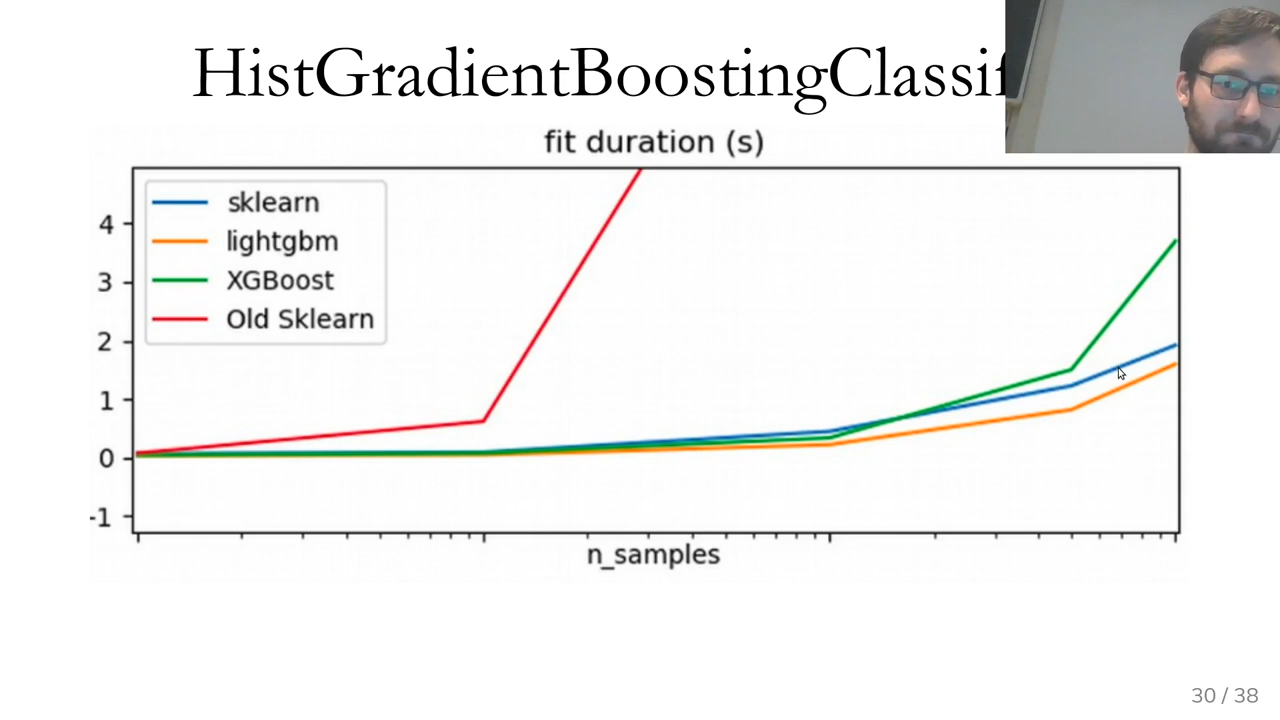 HistGradientBoostingClassif
fit duration (s)
sklearn
lightgbm
XGBoost
Old Sklearn
4
3
2
1
0
-1
n_samples
30 / 38